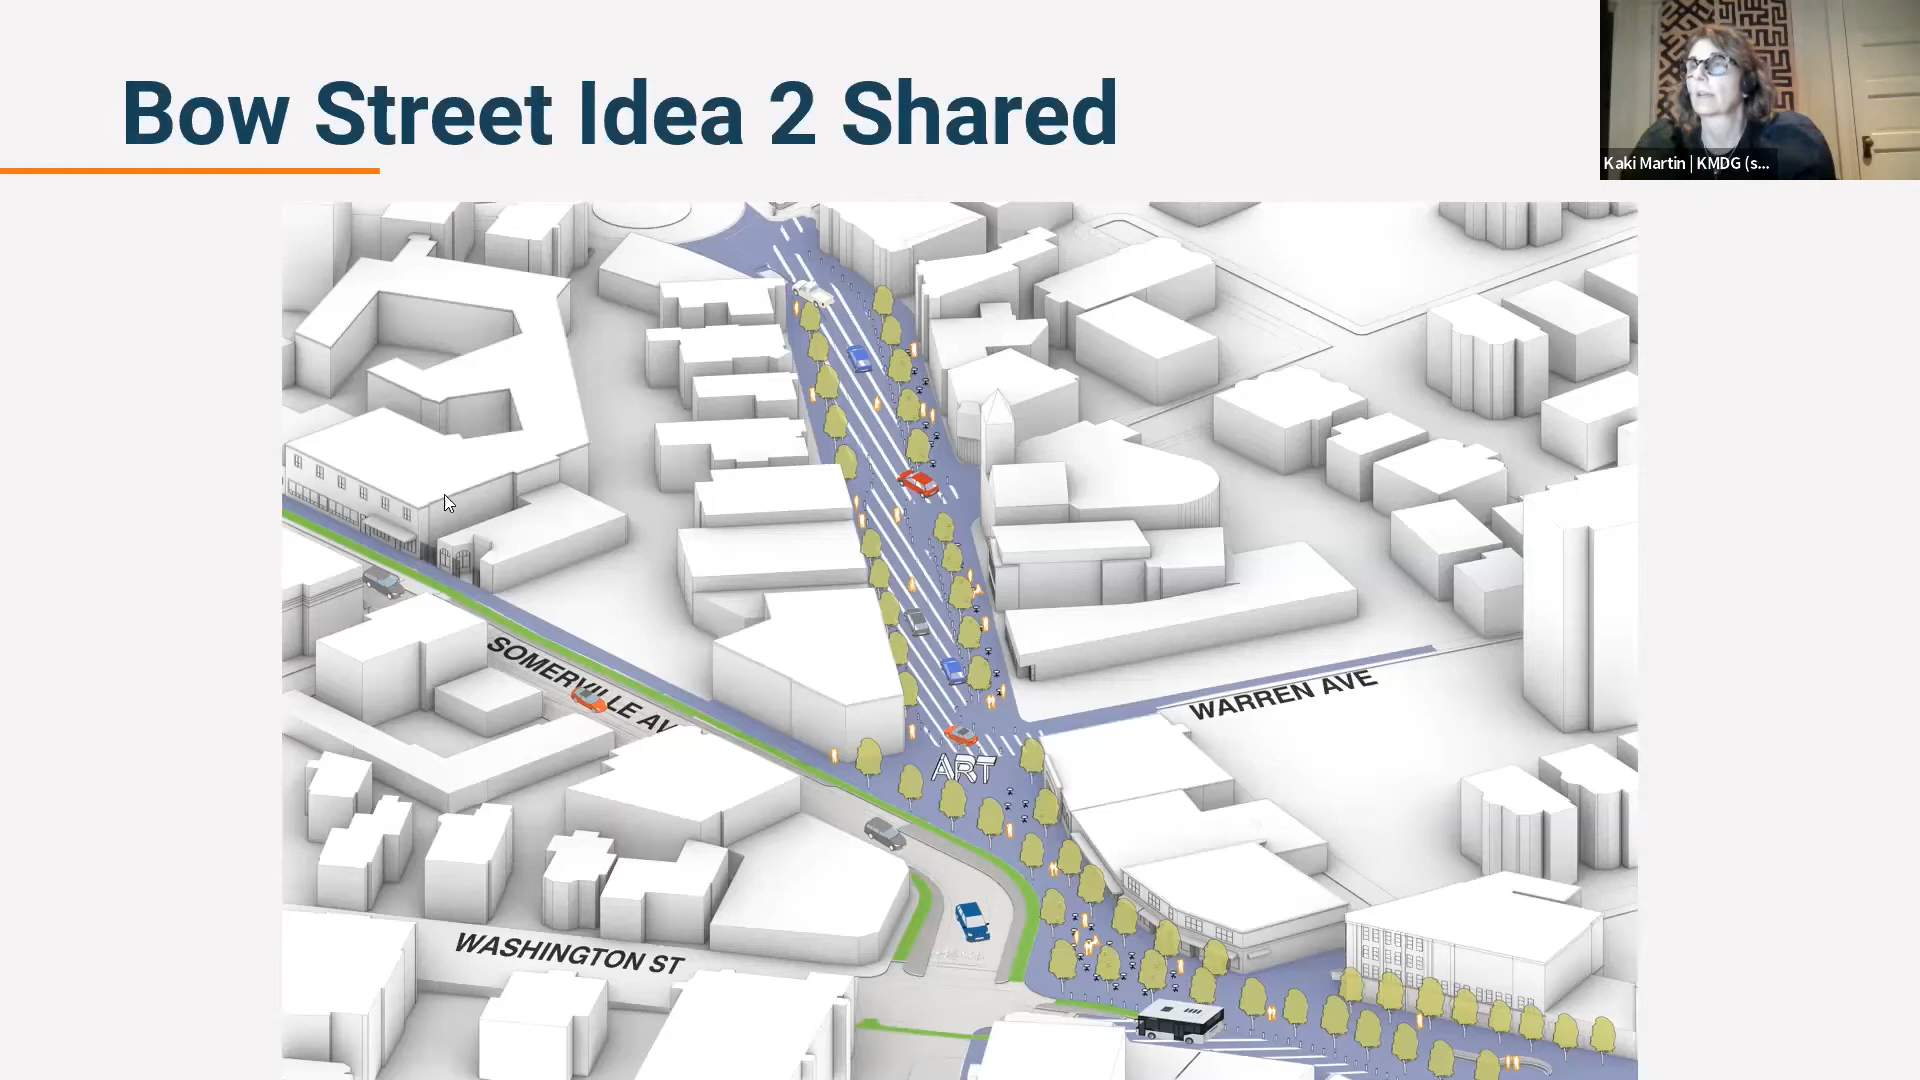 Bow Street Idea 2 Shared
Kaki Martin | KMDG (s...
SOMERVILLE AV
WARREN AVE
ART
WASHINGTON ST